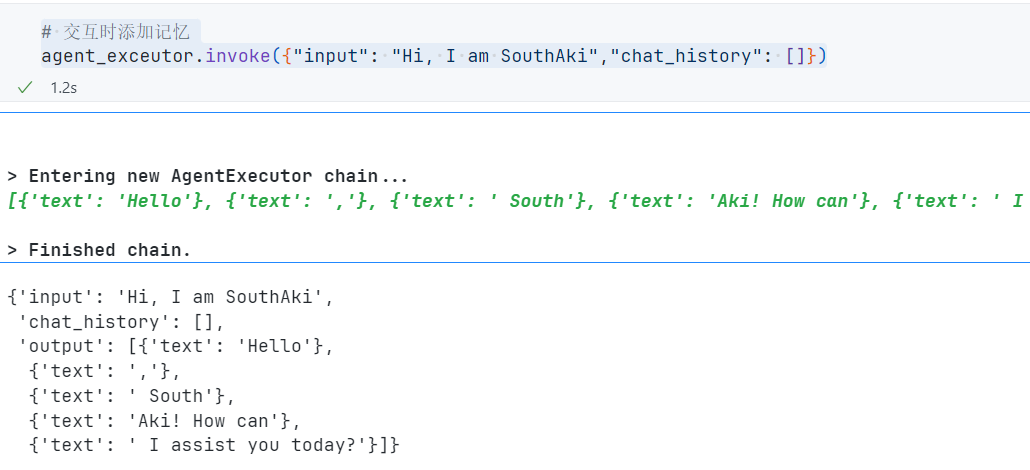 # 交互时添加记忆
agent_exceutor.invoke({"input": "Hi, I am SouthAki","chat_history": []})
1.2s
> Entering new AgentExecutor chain...
[{'text': 'Hello'}, {'text': ','}, {'text': ' South'}, {'text': 'Aki! How can'}, {'text': ' I
> Finished chain.
{'input': 'Hi, I am SouthAki',
'chat_history': [],
'output': [{'text': 'Hello'},
{'text': ','},
{'text': ' South'},
{'text': 'Aki! How can'},
{'text': ' I assist you today?'}]}